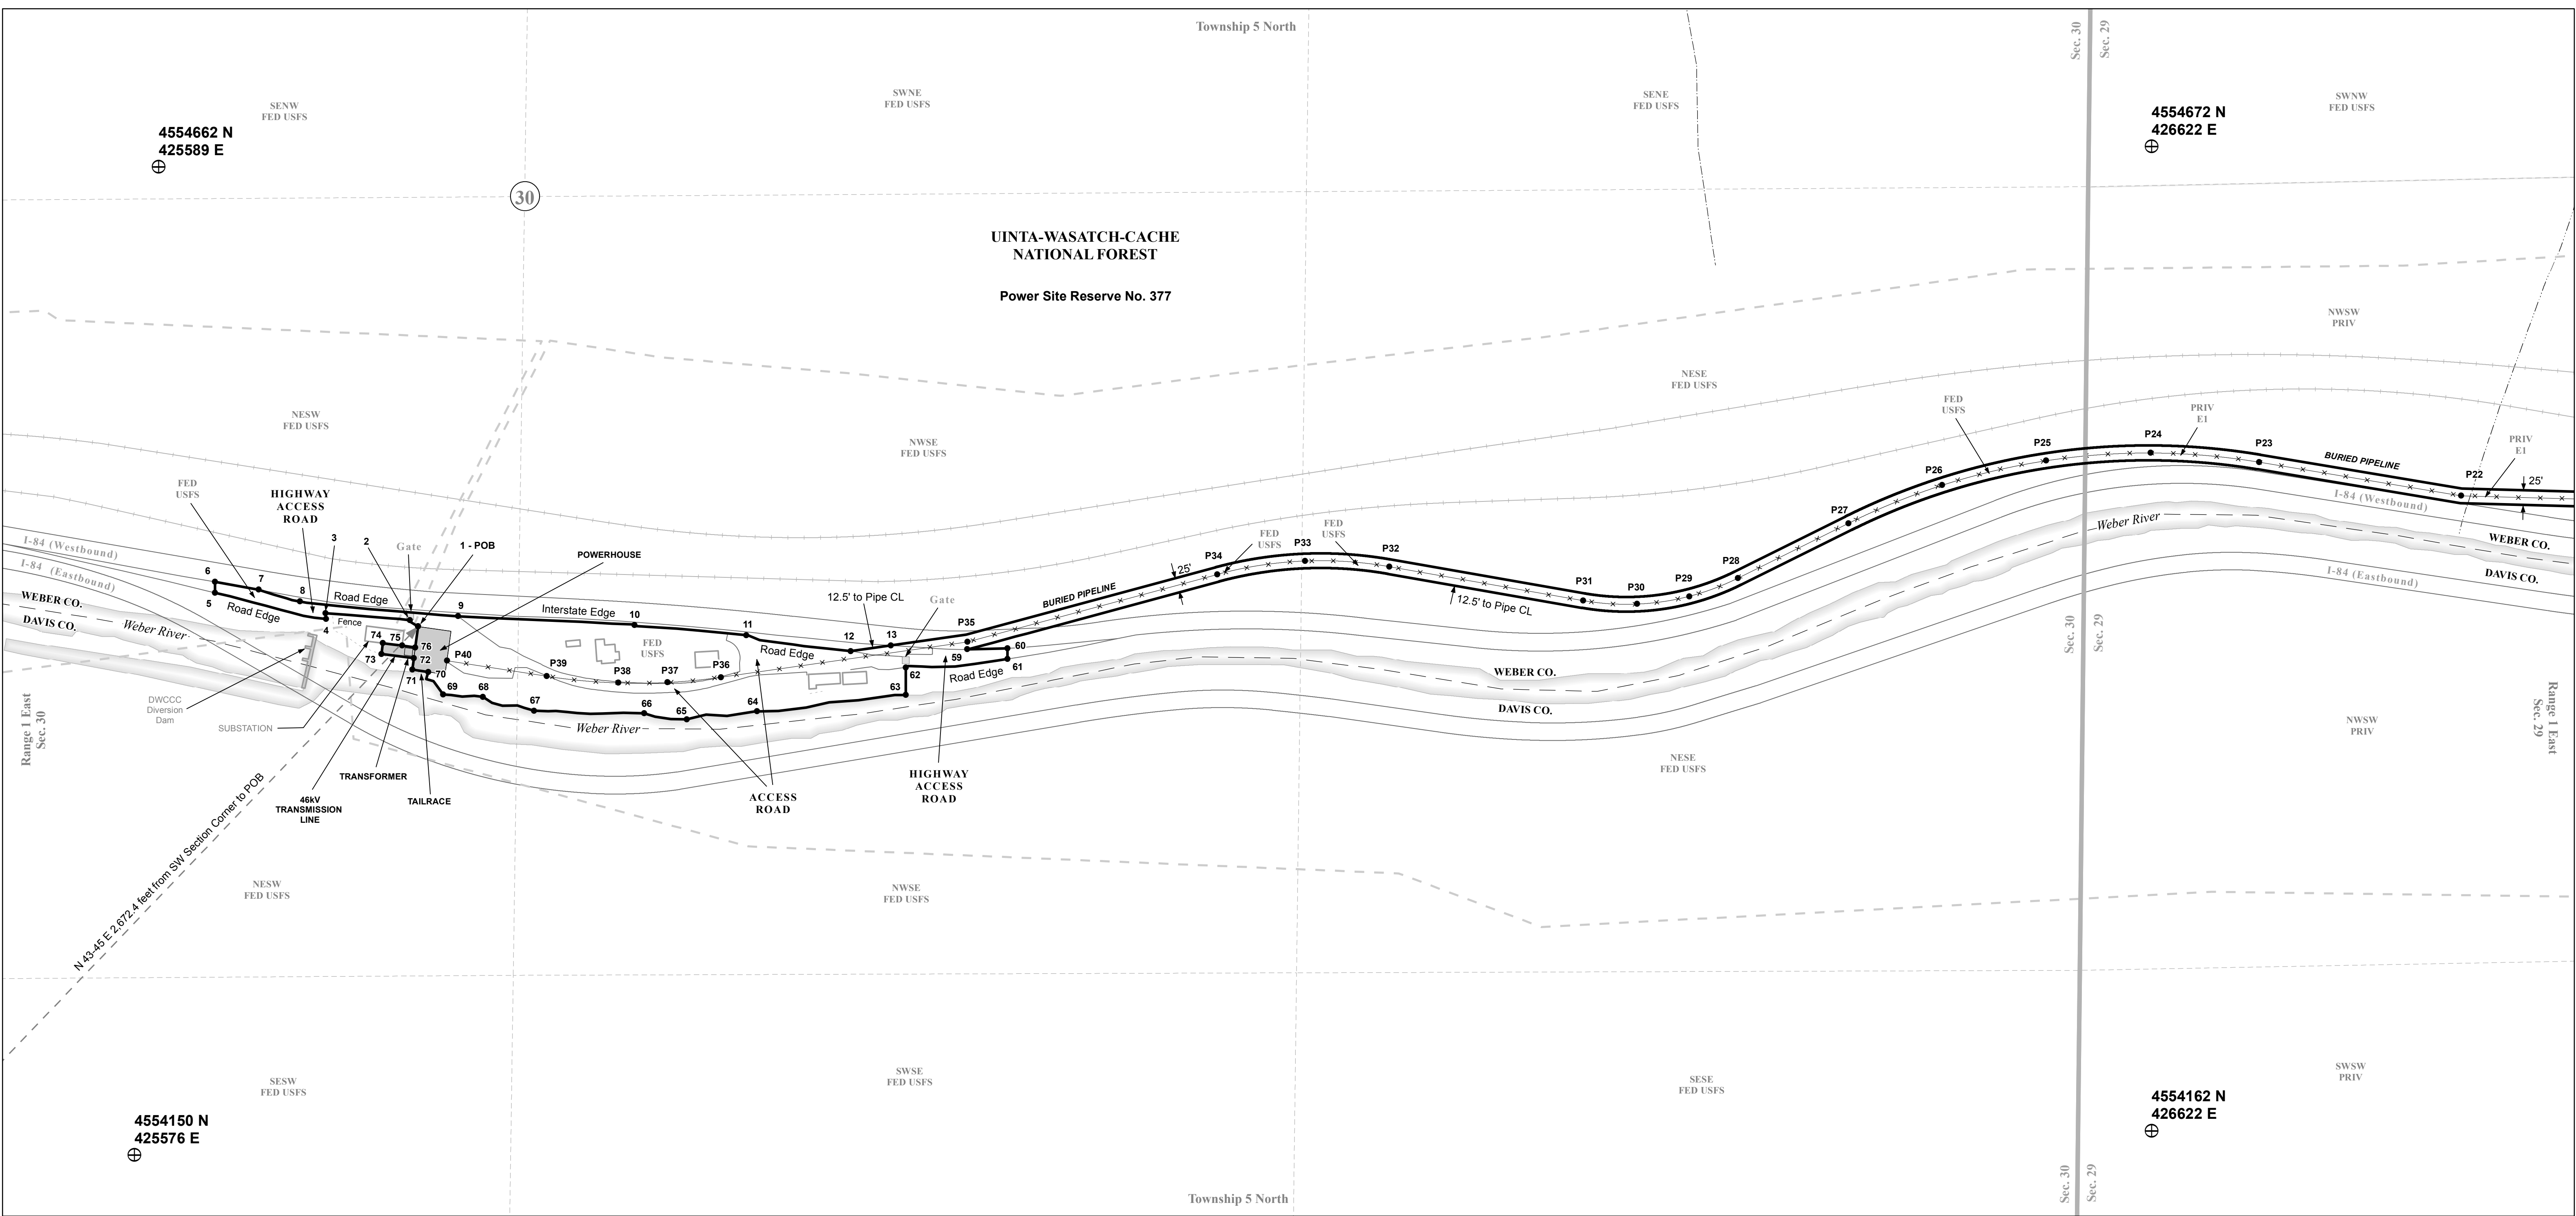 Township 5 North
Sec. 30
Sec. 29
SENW
FED USFS
SWNE
FED USFS
SENE
FED USFS
SWNW
FED USFS
4554662 N
425589 E
4554672 N
426622 E
30
UINTA-WASATCH-CACHE
NATIONAL FOREST
Power Site Reserve No. 377
NWSW
PRIV
NESE
FED USFS
NESW
FED USFS
NWSE
FED USFS
FED
USFS
PRIV
E1
PRIV
E1
P25
P24
P23
BURIED PIPELINE
P22
25'
P26
P27
I-84 (Westbound)
Weber River
WEBER CO.
DAVIS CO.
I-84 (Eastbound)
FED
USFS
HIGHWAY
ACCESS
ROAD
3
2
Gate
1 - POB
POWERHOUSE
I-84 (Westbound)
I-84 (Eastbound)
6
7
8
Road Edge
9
Interstate Edge
10
11
5
Road Edge
4
Fence
WEBER CO.
DAVIS CO.
Weber River
74
75
76
73
72
71
70
P40
69
68
67
66
65
64
63
62
P39
P38
P37
P36
FED
USFS
Road Edge
12
13
12.5' to Pipe CL
Gate
P35
59
60
61
Road Edge
BURIED PIPELINE
25'
P34
FED
USFS
P33
FED
USFS
P32
12.5' to Pipe CL
P31
P30
P29
P28
WEBER CO.
DAVIS CO.
Sec. 30
Sec. 29
Range 1 East
Sec. 30
Range 1 East
Sec. 29
DWCCC
Diversion
Dam
SUBSTATION
Weber River
TRANSFORMER
46kV
TRANSMISSION
LINE
TAILRACE
ACCESS
ROAD
HIGHWAY
ACCESS
ROAD
NWSW
PRIV
NESE
FED USFS
N 43-45 E 2,672.4 feet from SW Section Corner to POB
NESW
FED USFS
NWSE
FED USFS
SESW
FED USFS
SWSE
FED USFS
SESE
FED USFS
SWSW
PRIV
4554150 N
425576 E
4554162 N
426622 E
Township 5 North
Sec. 30
Sec. 29